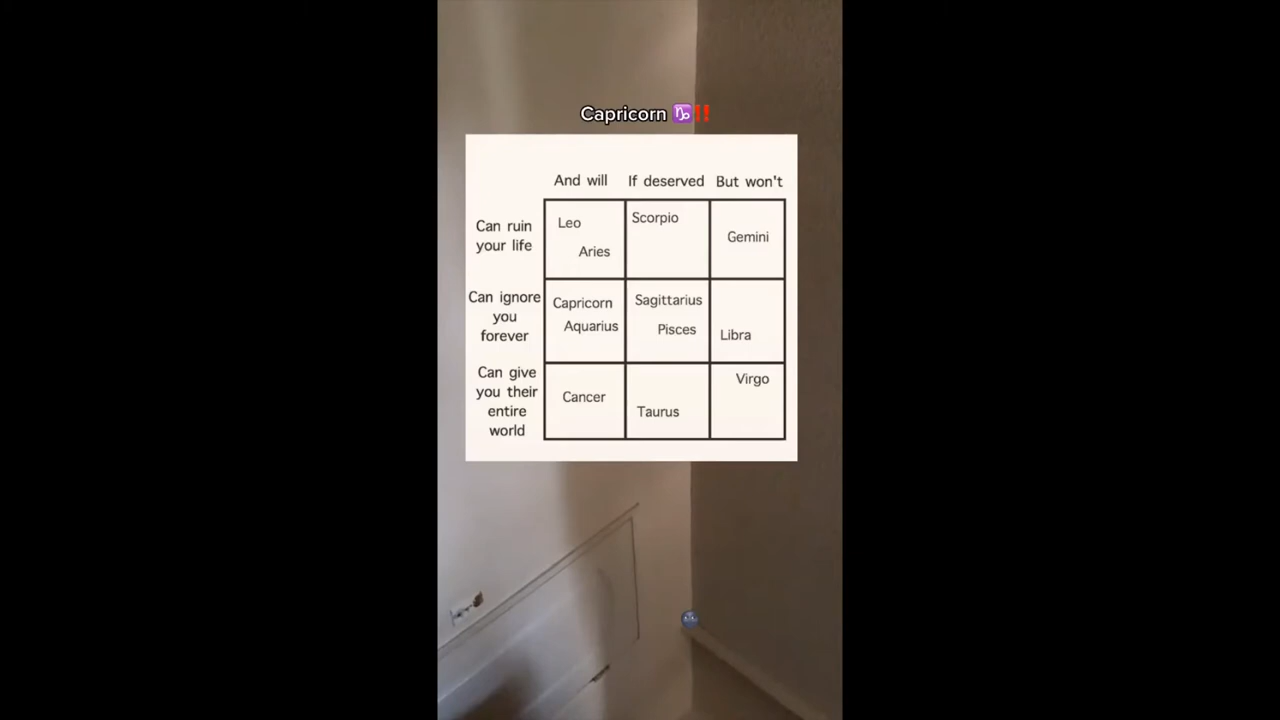 Capricorn ♑‼️
And will If deserved But won't
Can ruin
your life
Leo
Aries
Scorpio
Gemini
Can ignore
you
forever
Capricorn
Aquarius
Sagittarius
Pisces
Libra
Can give
you their
entire
world
Cancer
Taurus
Virgo